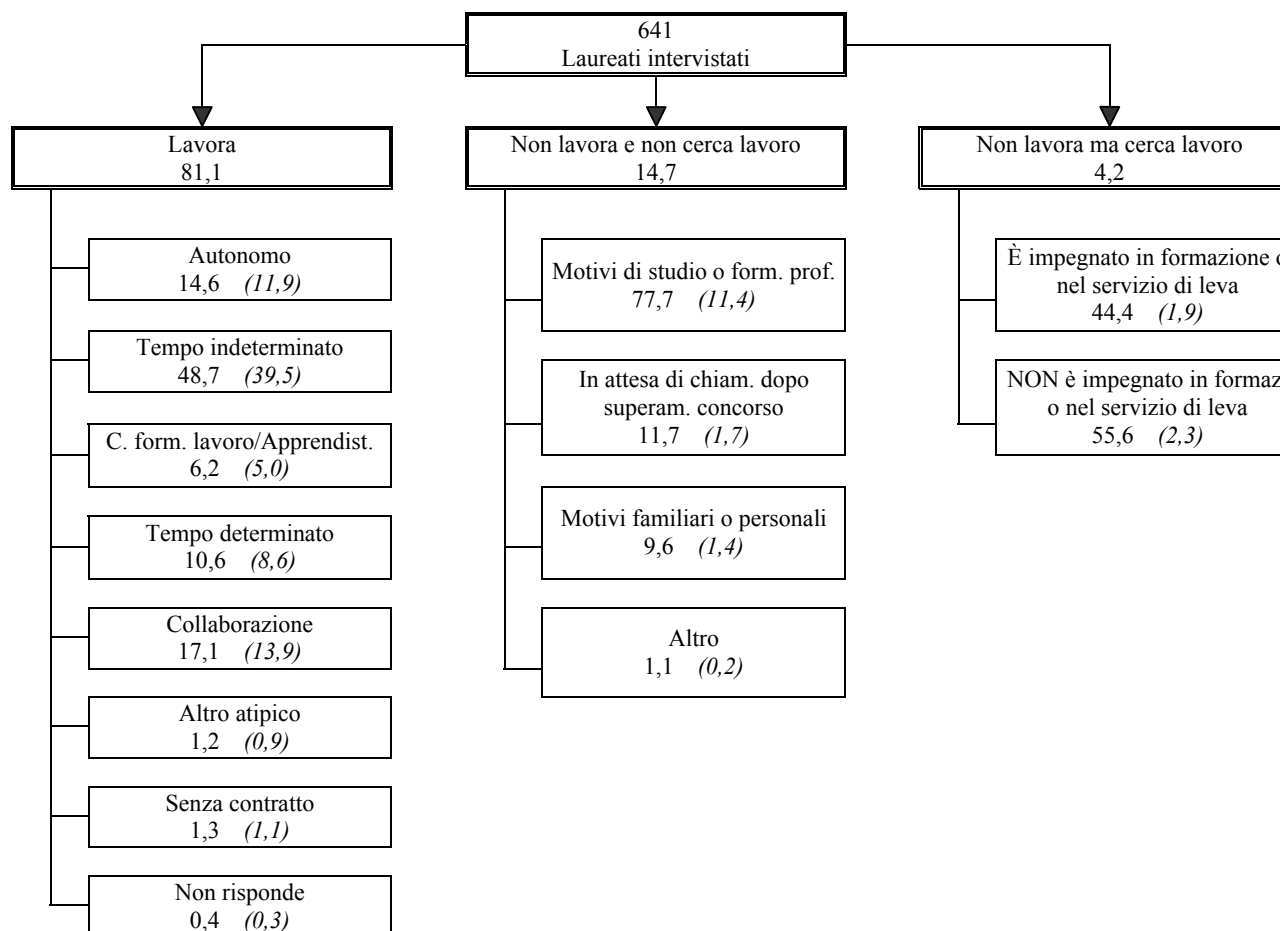 641
Laureati intervistati
Lavora
81,1
Autonomo
14,6 (11,9)
Tempo indeterminato
48,7 (39,5)
C. form. lavoro/Apprendist.
6,2 (5,0)
Tempo determinato
10,6 (8,6)
Collaborazione
17,1 (13,9)
Altro atipico
1,2 (0,9)
Senza contratto
1,3 (1,1)
Non risponde
0,4 (0,3)
Non lavora e non cerca lavoro
14,7
Motivi di studio o form. prof.
77,7 (11,4)
In attesa di chiam. dopo
superam. concorso
11,7 (1,7)
Motivi familiari o personali
9,6 (1,4)
Altro
1,1 (0,2)
Non lavora ma cerca lavoro
4,2
È impegnato in formazione
nel servizio di leva
44,4 (1,9)
NON è impegnato in
o nel servizio di leva
55,6 (2,3)